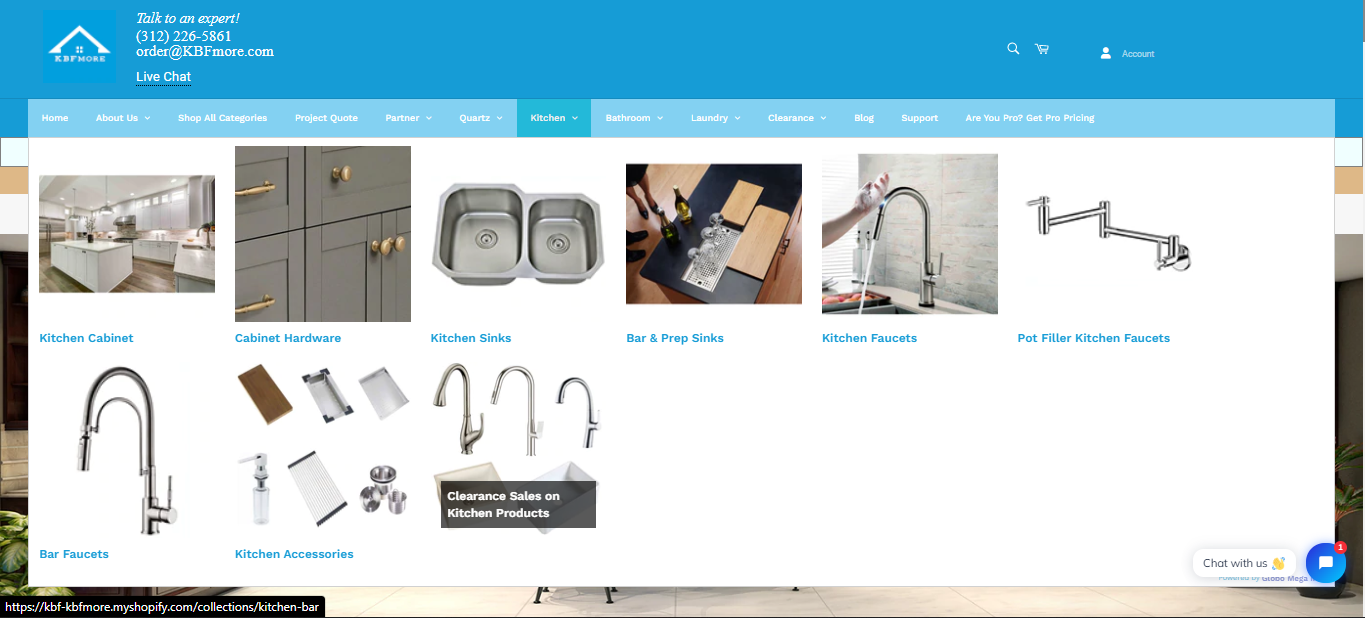 KBFMORE
Talk to an expert!
(312) 226-5861
order@KBFmore.com
Live Chat
Account
Home
About Us
Shop All Categories
Project Quote
Partner
Quartz
Kitchen
Bathroom
Laundry
Clearance
Blog
Support
Are You Pro? Get Pro Pricing
Kitchen Cabinet
Cabinet Hardware
Kitchen Sinks
Bar & Prep Sinks
Kitchen Faucets
Pot Filler Kitchen Faucets
Clearance Sales on
Kitchen Products
Bar Faucets
Kitchen Accessories
1
Chat with us 👋
Powered by Globo Mega
https://kbf-kbfmore.myshopify.com/collections/kitchen-bar